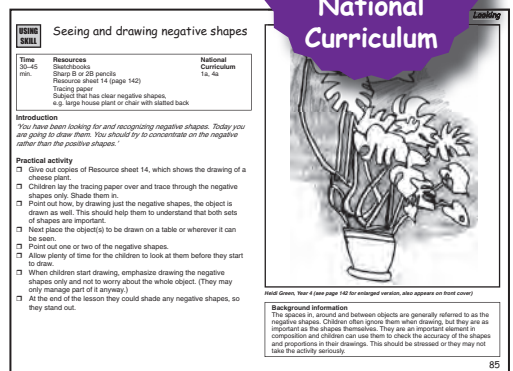 National
Curriculum
Looking
USING
SKILL
Seeing and drawing negative shapes
Time
30–45
min.
Resources
Sketchbooks
Sharp B or 2B pencils
Resource sheet 14 (page 142)
Tracing paper
Subject that has clear negative shapes,
e.g. large house plant or chair with slatted back
National
Curriculum
1a, 4a
Introduction
'You have been looking for and recognizing negative shapes. Today you
are going to draw them. You should try to concentrate on the negative
rather than the positive shapes.'
Practical activity
Give out copies of Resource sheet 14, which shows the drawing of a
cheese plant.
Children lay the tracing paper over and trace through the negative
shapes only. Shade them in.
Point out how, by drawing just the negative shapes, the object is
drawn as well. This should help them to understand that both sets
of shapes are important.
Next place the object(s) to be drawn on a table or wherever it can
be seen.
Point out one or two of the negative shapes.
Allow plenty of time for the children to look at them before they start
to draw.
When children start drawing, emphasize drawing the negative
shapes only and not to worry about the whole object. (They may
only manage part of it anyway.)
At the end of the lesson they could shade any negative shapes, so
they stand out.
Heidi Green, Year 4 (see page 142 for enlarged version, also appears on front cover)
Background information
The spaces in, around and between objects are generally referred to as the
negative shapes. Children often ignore them when drawing, but they are as
important as the shapes themselves. They are an important element in
composition and children can use them to check the accuracy of the shapes
and proportions in their drawings. This should be stressed or they may not
take the activity seriously.
85